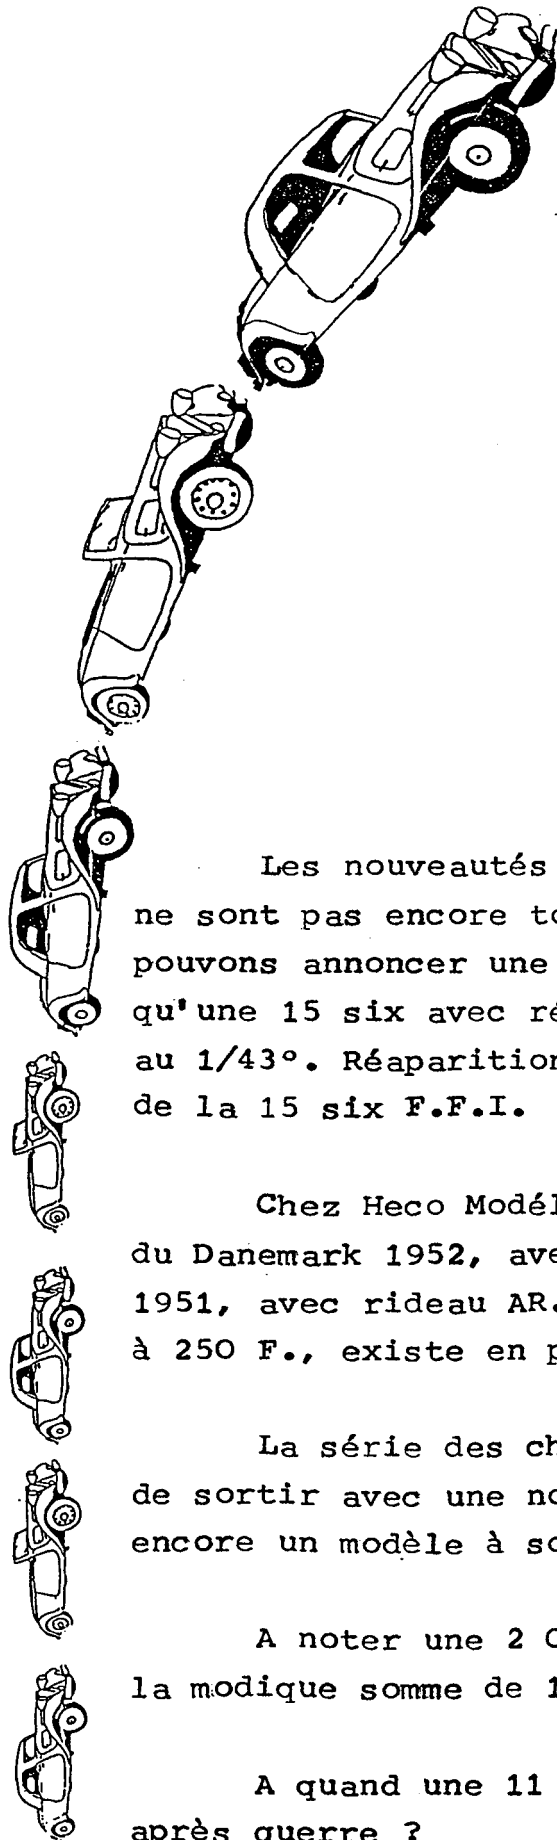 Les nouveautés
ne sont pas encore to
pouvons annoncer une
qu'une 15 six avec ré
au 1/43°. Réaparition
de la 15 six F.F.I.
Chez Heco Modél
du Danemark 1952, ave
1951, avec rideau AR.
à 250 F., existe en p
La série des ch
de sortir avec une no
encore un modèle à so
A noter une 2 C
la modique somme de 1
A quand une 11
après guerre ?